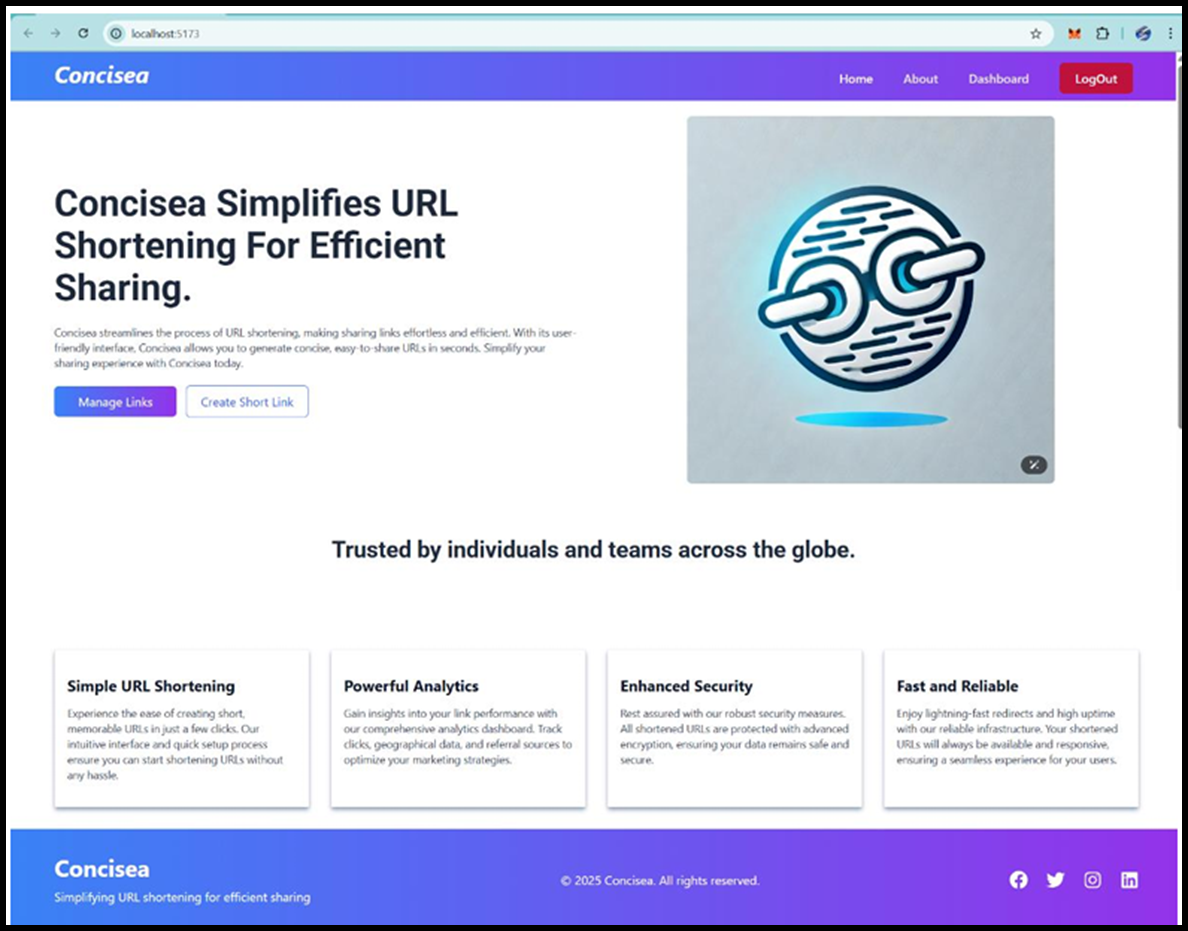 localhost:5173
Concisea
Home
About
Dashboard
LogOut
Concisea Simplifies URL
Shortening For Efficient
Sharing.
Concisea streamlines the process of URL shortening, making sharing links effortless and efficient. With its user-
friendly interface, Concisea allows you to generate concise, easy-to-share URLs in seconds. Simplify your
sharing experience with Concisea today.
Manage Links
Create Short Link
Trusted by individuals and teams across the globe.
Simple URL Shortening
Experience the ease of creating short,
memorable URLs in just a few clicks. Our
intuitive interface and quick setup process
ensure you can start shortening URLs without
any hassle.
Powerful Analytics
Gain insights into your link performance with
our comprehensive analytics dashboard. Track
clicks, geographical data, and referral sources to
optimize your marketing strategies.
Enhanced Security
Rest assured with our robust security measures.
All shortened URLs are protected with advanced
encryption, ensuring your data remains safe and
secure.
Fast and Reliable
Enjoy lightning-fast redirects and high uptime
with our reliable infrastructure. Your shortened
URLs will always be available and responsive,
ensuring a seamless experience for your users.
Concisea
Simplifying URL shortening for efficient sharing
© 2025 Concisea. All rights reserved.